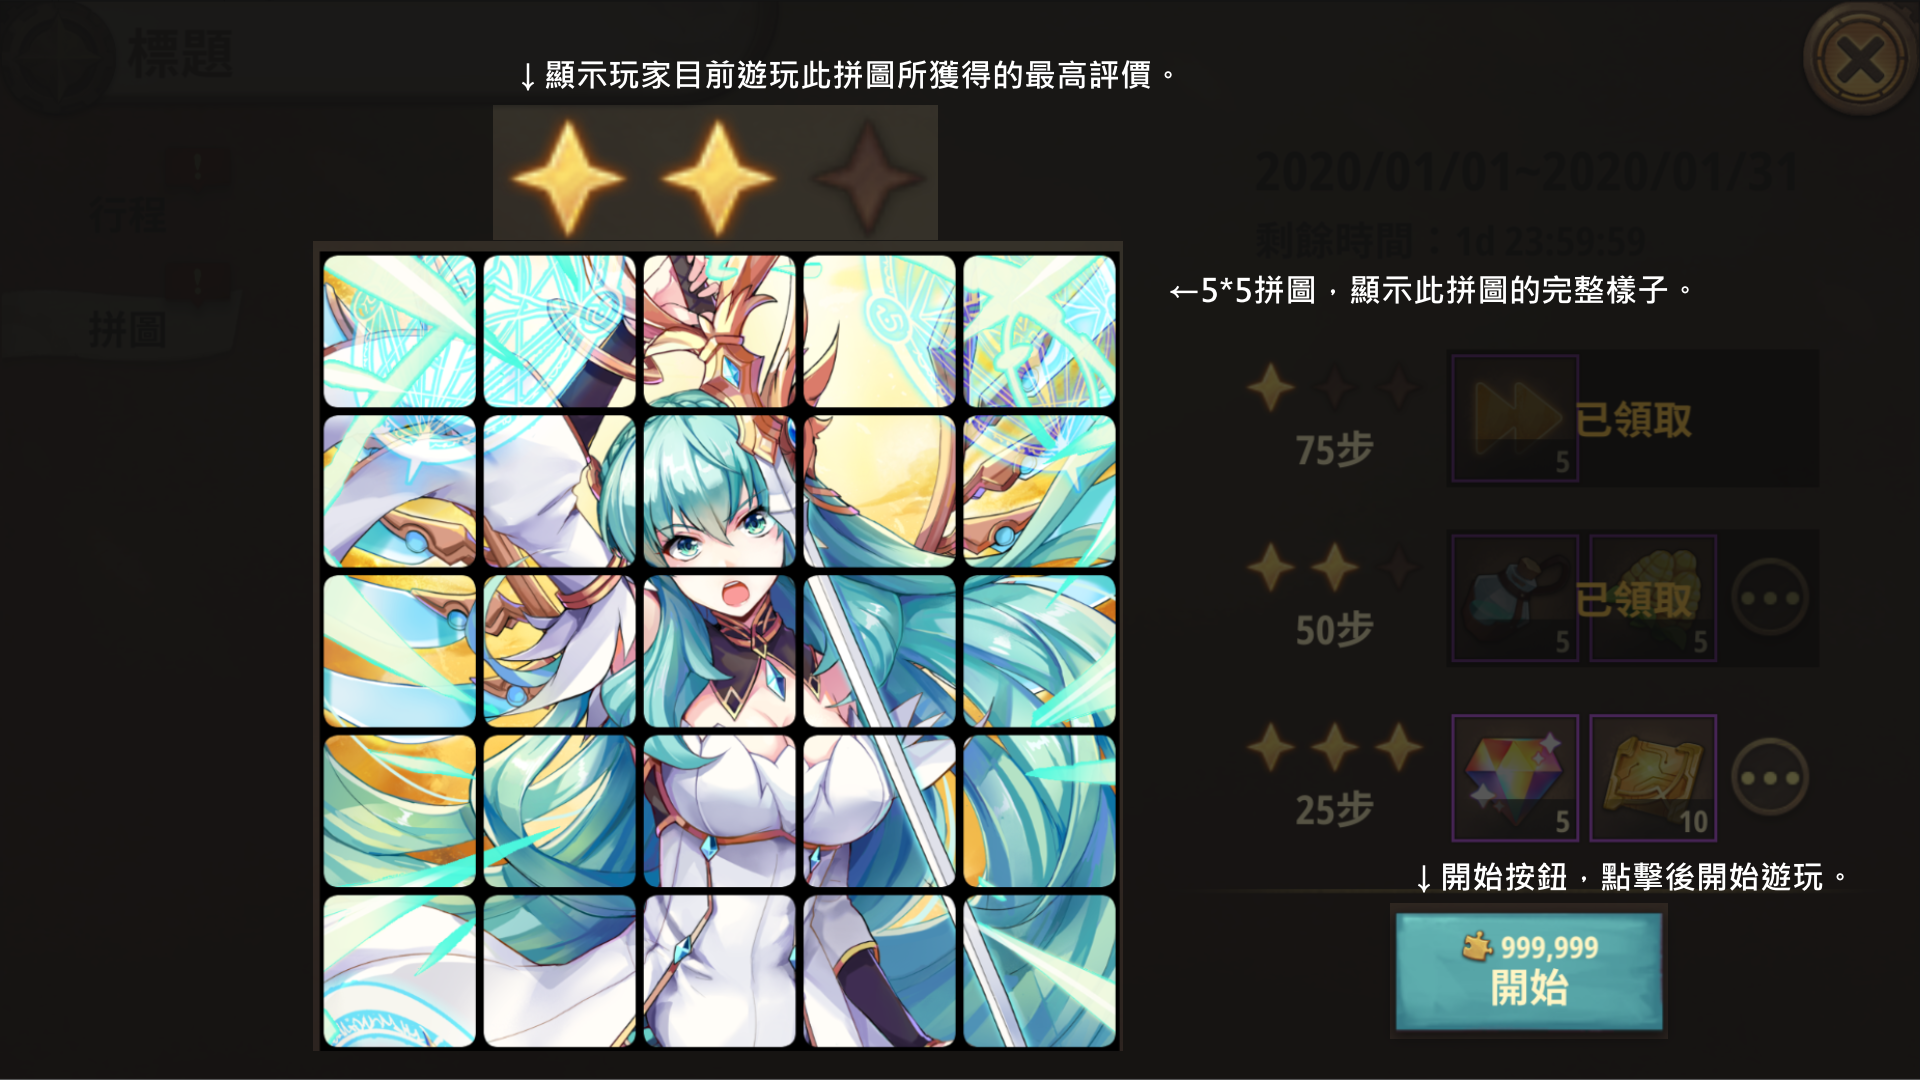 標題
↓顯示玩家目前遊玩此拼圖所獲得的最高評價。
2020/01/01~2020/01/31
剩餘時間：1d 23:59:59
!
行程
!
拼圖
←5*5拼圖，顯示此拼圖的完整樣子。
75步
5
已領取
50步
5
已領取
5
25步
5
10
↓開始按鈕，點擊後開始遊玩。
999,999
開始